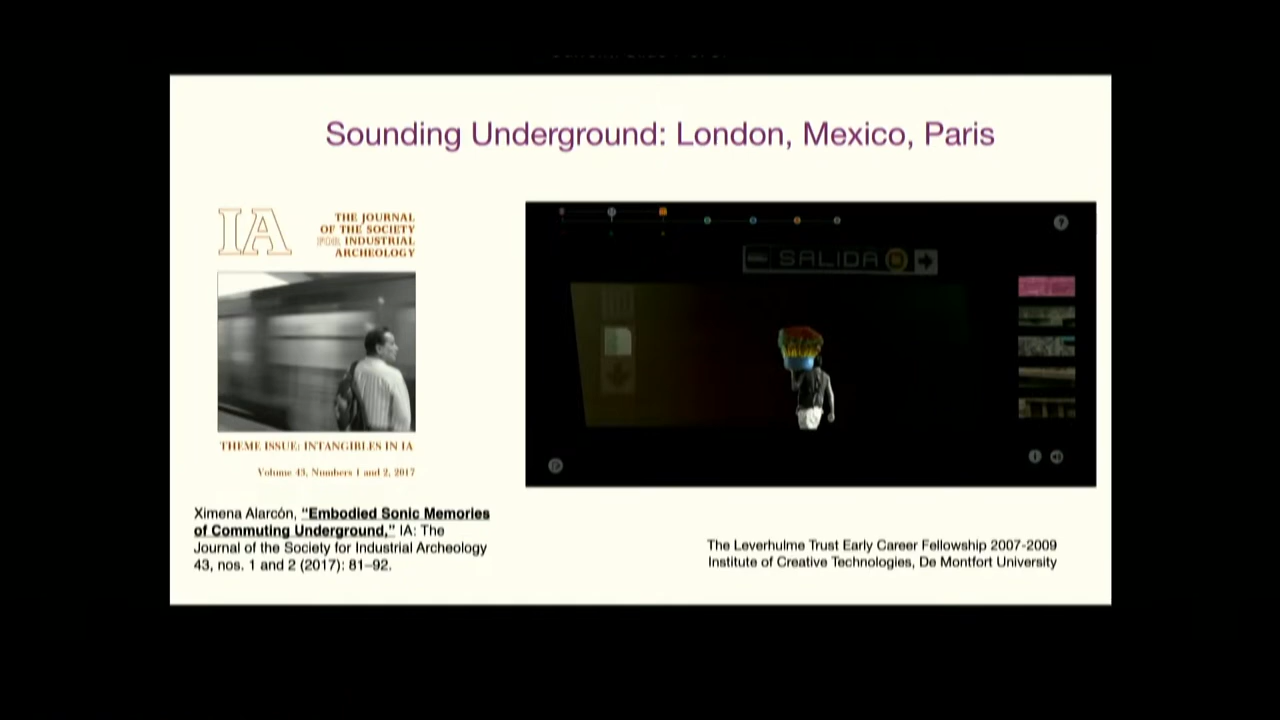 Sounding Underground: London, Mexico, Paris
IA
THE JOURNAL
OF THE SOCIETY
FOR INDUSTRIAL
ARCHEOLOGY
SALIDA
THEME ISSUE: INTANGIBLES IN IA
Volume 43, Numbers 1 and 2, 2017
Ximena Alarcón, "Embodied Sonic Memories
of Commuting Underground," IA: The
Journal of the Society for Industrial Archeology
43, nos. 1 and 2 (2017): 81–92.
The Leverhulme Trust Early Career Fellowship 2007-2009
Institute of Creative Technologies, De Montfort University